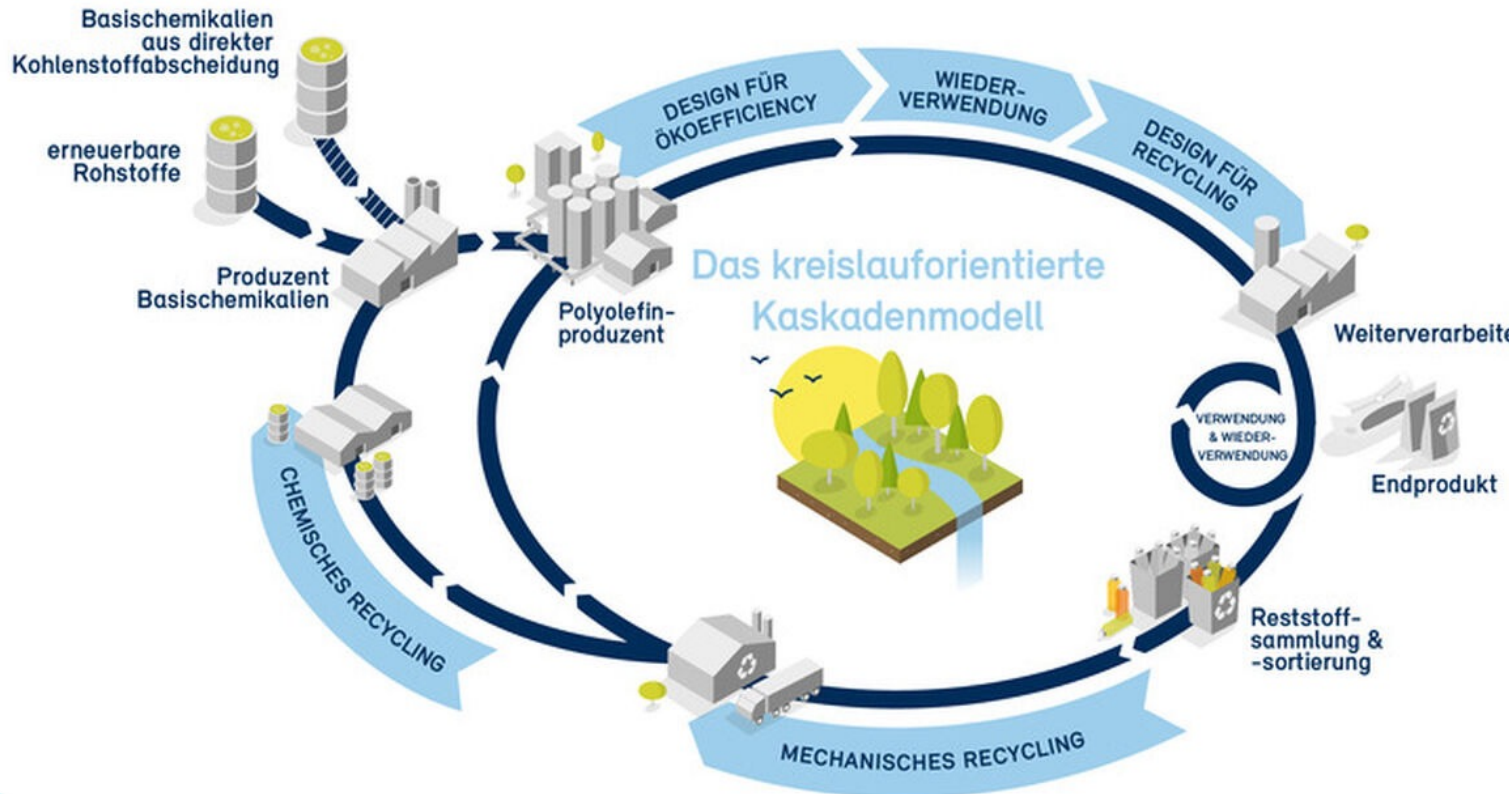 Basischemikalien
aus direkter
Kohlenstoffabscheidung
erneuerbare
Rohstoffe
Produzent
Basischemikalien
Polyolefin-
produzent
DESIGN FÜR
ÖKOEFFICIENCY
WIEDER-
VERWENDUNG
DESIGN FÜR
RECYCLING
Das kreislauforientierte
Kaskadenmodell
Weiterverarbeite
VERWENDUNG
& WIEDER-
VERWENDUNG
Endprodukt
Reststoff-
sammlung &
-sortierung
MECHANISCHES RECYCLING
CHEMISCHES RECYCLING